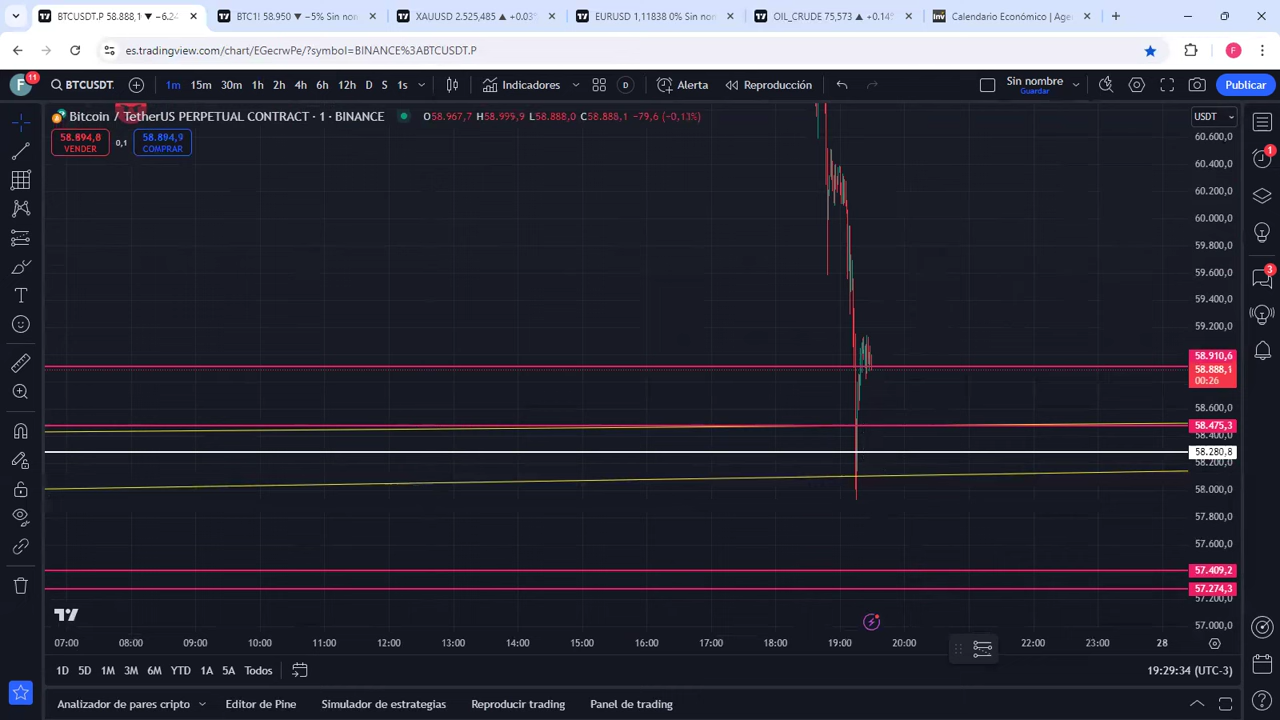 BTCUSDT.P 58.888,1 ▼ −6.24
BTC1! 58.950 ▼ −5% Sin nom
XAUUSD 2.525,485 ▲ +0.03%
EURUSD 1,11838 0% Sin nom
OIL_CRUDE 75,573 ▲ +0.14%
Inv Calendario Económico | Age
es.tradingview.com/chart/EGecrwPe/?symbol=BINANCE%3ABTCUSDT.P
F
F 11 BTCUSDT. 1m 15m 30m 1h 2h 4h 6h 12h D S 1s Indicadores D Alerta Reproducción Sin nombre Guardar Publicar
Bitcoin / TetherUS PERPETUAL CONTRACT · 1 · BINANCE O58.967,7 H58.999,9 L58.888,0 C58.888,1 −79,6 (−0,13%)
USDT
58.894,8 VENDER 0,1 58.894,9 COMPRAR
60.600,0
60.400,0
60.200,0
60.000,0
59.800,0
59.600,0
59.400,0
59.200,0
58.910,6
58.888,1
00:26
58.600,0
58.475,3
58.400,0
58.280,8
58.200,0
58.000,0
57.800,0
57.600,0
57.409,2
57.274,3
57.200,0
57.000,0
1
3
07:00 08:00 09:00 10:00 11:00 12:00 13:00 14:00 15:00 16:00 17:00 18:00 19:00 20:00 22:00 23:00 28
1D 5D 1M 3M 6M YTD 1A 5A Todos
19:29:34 (UTC-3)
Analizador de pares cripto Editor de Pine Simulador de estrategias Reproducir trading Panel de trading